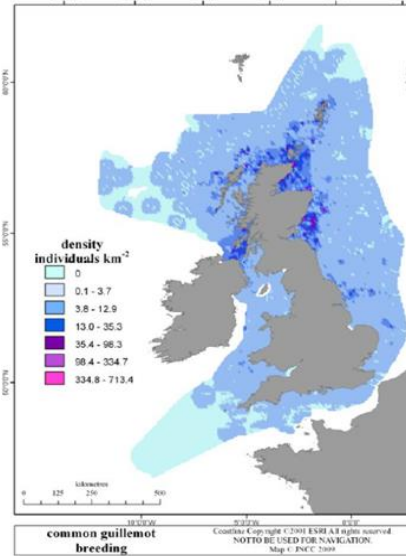 60°0'0"N
55°0'0"N
50°0'0"N
density
individuals km⁻²
0
0.1 - 3.7
3.8 - 12.9
13.0 - 35.3
35.4 - 98.3
98.4 - 334.7
334.8 - 713.4
kilometres
0 125 250 500
10°0'0"W 5°0'0"W 0°0'0"
common guillemot
breeding
Coastline Copyright ©2001 ESRI All rights reserved
NOT TO BE USED FOR NAVIGATION.
Map © JNCC 2009